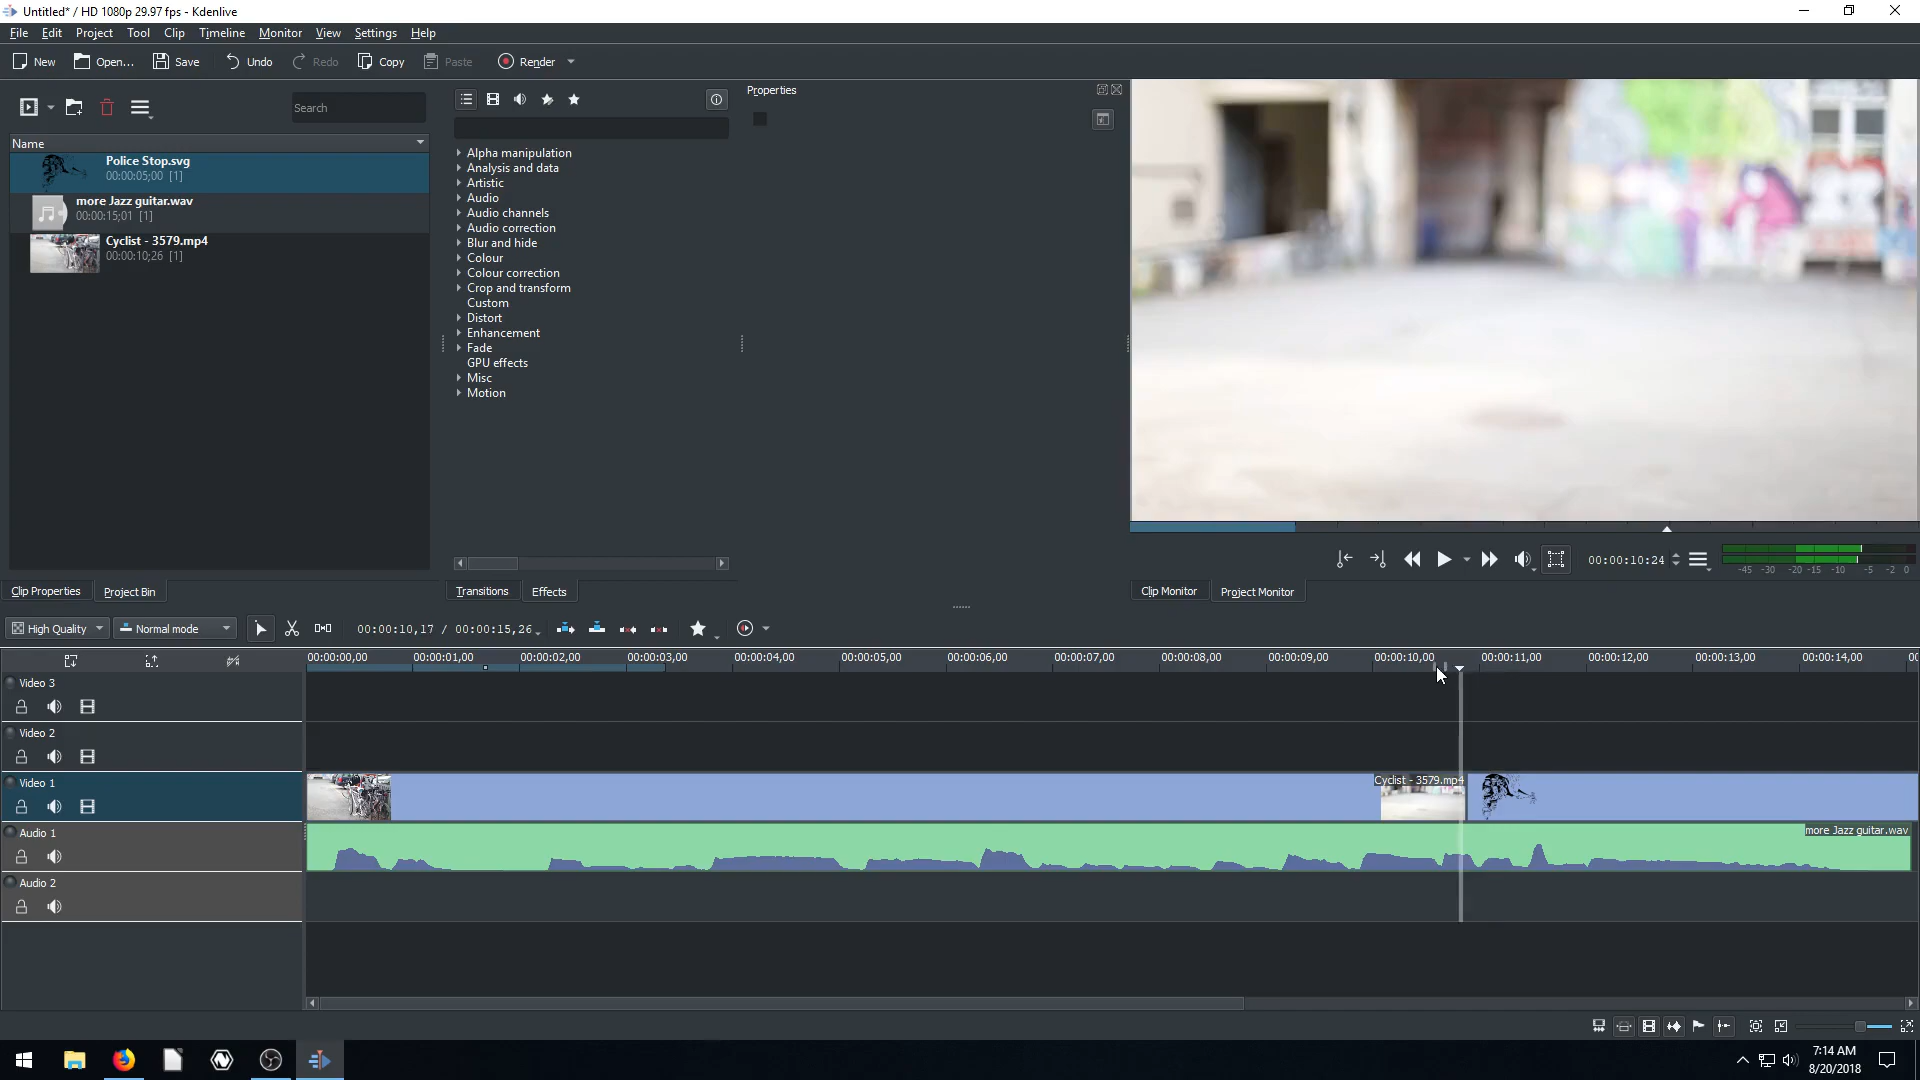 Untitled* / HD 1080p 29.97 fps - Kdenlive
File Edit Project Tool Clip Timeline Monitor View Settings Help
New Open... Save Undo Redo Copy Paste Render
Search
Name
Police Stop.svg
00:00:05;00 [1]
more Jazz guitar.wav
00:00:15;01 [1]
Cyclist - 3579.mp4
00:00:10;26 [1]
Clip Properties Project Bin
Alpha manipulation
Analysis and data
Artistic
Audio
Audio channels
Audio correction
Blur and hide
Colour
Colour correction
Crop and transform
Custom
Distort
Enhancement
Fade
GPU effects
Misc
Motion
Transitions Effects
Properties
00:00:10:24
-45 -30 -20 -15 -10 -5 -2 0
Clip Monitor Project Monitor
High Quality Normal mode 00:00:10,17 / 00:00:15,26
00:00:00,00 00:00:01,00 00:00:02,00 00:00:03,00 00:00:04,00 00:00:05,00 00:00:06,00 00:00:07,00 00:00:08,00 00:00:09,00 00:00:10,00 00:00:11,00 00:00:12,00 00:00:13,00 00:00:14,00
Video 3
Video 2
Video 1
Cyclist - 3579.mp4
Audio 1
more Jazz guitar.wav
Audio 2
7:14 AM
8/20/2018